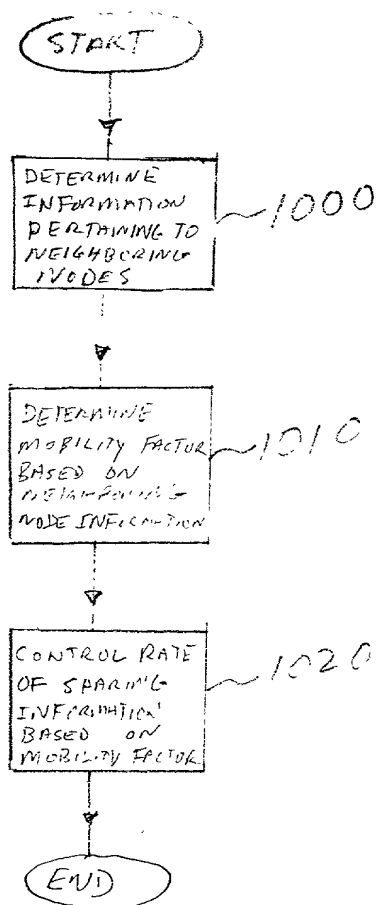 START
DETERMINE
INFORMATION
PERTAINING TO
NEIGHBORING
NODES
1000
DETERMINE
MOBILITY FACTOR
BASED ON
NEIGHBORING
NODE INFORMATION
1010
CONTROL RATE
OF SHARING
INFORMATION
BASED ON
MOBILITY FACTOR
1020
END